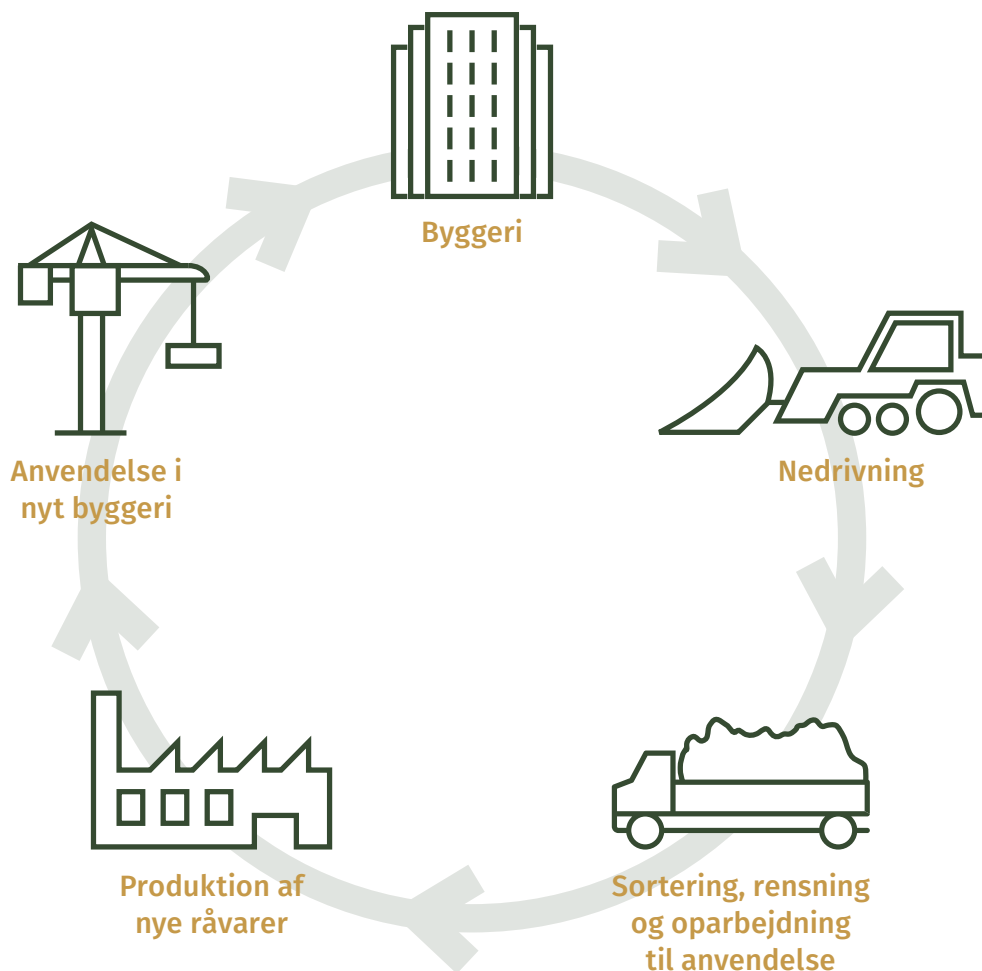 Byggeri
Nedrivning
Sortering, rensning
og oparbejdning
til anvendelse
Produktion af
nye råvarer
Anvendelse i
nyt byggeri